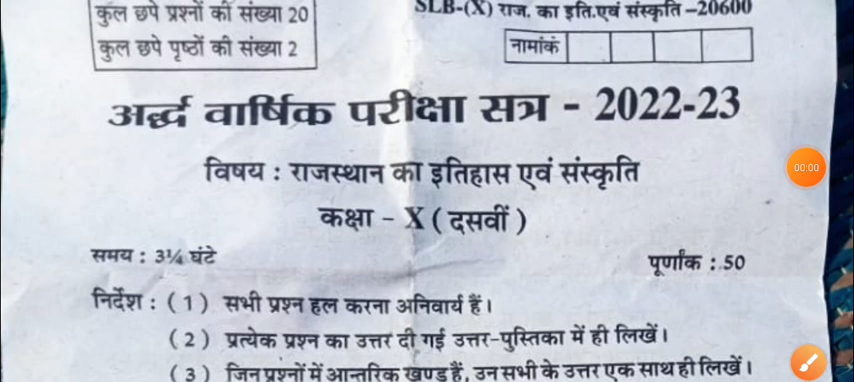 कुल छपे प्रश्नों की संख्या 20
SLB-(X) राज. का इति.एवं संस्कृति –20600
कुल छपे पृष्ठों की संख्या 2
नामांकं
अर्द्ध वार्षिक परीक्षा सत्र - 2022-23
विषय : राजस्थान का इतिहास एवं संस्कृति
कक्षा - X ( दसवीं )
समय : 3¼ घंटे
पूर्णांक : 50
निर्देश : ( 1 ) सभी प्रश्न हल करना अनिवार्य हैं।
( 2 ) प्रत्येक प्रश्न का उत्तर दी गई उत्तर-पुस्तिका में ही लिखें।
( 3 ) जिन प्रश्नों में आन्तरिक खण्ड हैं, उन सभी के उत्तर एक साथ ही लिखें।
00:00